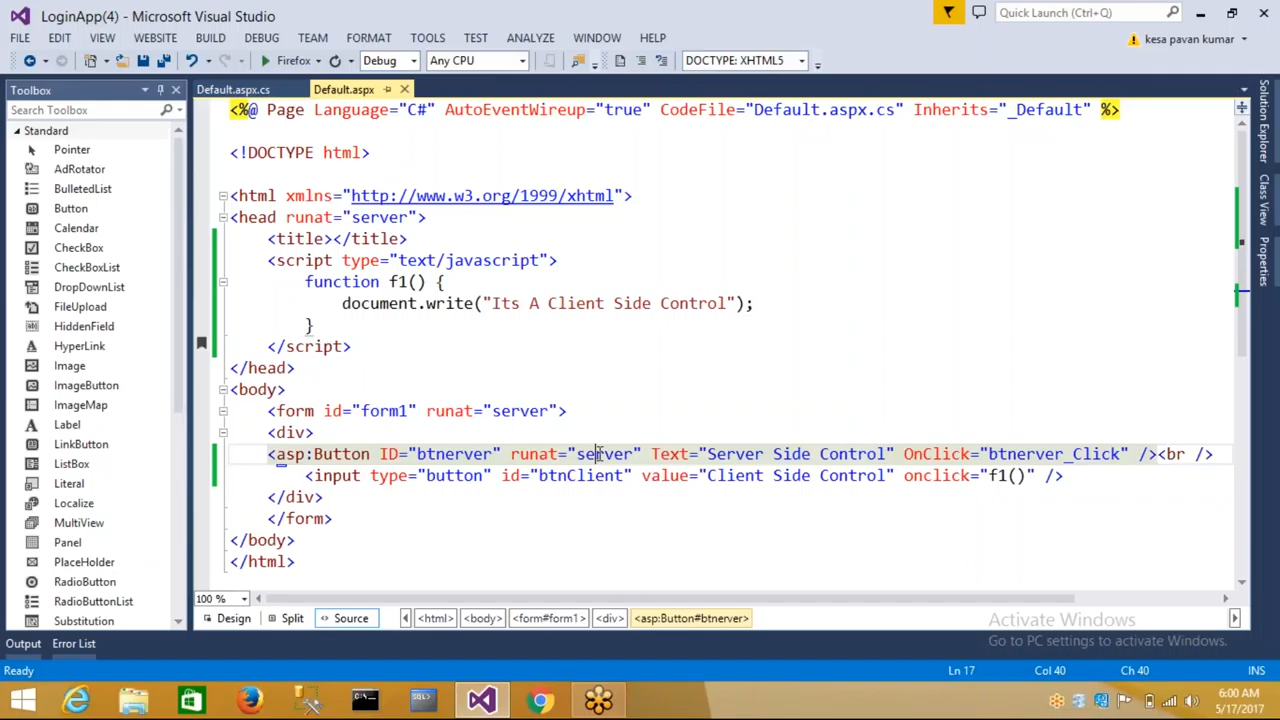 LoginApp(4) - Microsoft Visual Studio
Quick Launch (Ctrl+Q)
FILE EDIT VIEW WEBSITE BUILD DEBUG TEAM FORMAT TOOLS TEST ANALYZE WINDOW HELP
kesa pavan kumar
Firefox Debug Any CPU DOCTYPE: XHTML5
Toolbox
Search Toolbox
Standard
Pointer
AdRotator
BulletedList
Button
Calendar
CheckBox
CheckBoxList
DropDownList
FileUpload
HiddenField
HyperLink
Image
ImageButton
ImageMap
Label
LinkButton
ListBox
Literal
Localize
MultiView
Panel
PlaceHolder
RadioButton
RadioButtonList
Substitution
Default.aspx.cs Default.aspx
<%@ Page Language="C#" AutoEventWireup="true" CodeFile="Default.aspx.cs" Inherits="_Default" %>
<!DOCTYPE html>
<html xmlns="http://www.w3.org/1999/xhtml">
<head runat="server">
<title></title>
<script type="text/javascript">
function f1() {
document.write("Its A Client Side Control");
}
</script>
</head>
<body>
<form id="form1" runat="server">
<div>
<asp:Button ID="btnerver" runat="server" Text="Server Side Control" OnClick="btnerver_Click" /><br />
<input type="button" id="btnClient" value="Client Side Control" onclick="f1()" />
</div>
</form>
</body>
</html>
100 %
Design Split Source <html> <body> <form#form1> <div> <asp:Button#btnerver>
Solution Explorer
Class View
Properties
Activate Windows
Go to PC settings to activate Windows.
Output Error List
Ready Ln 17 Col 40 Ch 40 INS
6:00 AM
5/17/2017